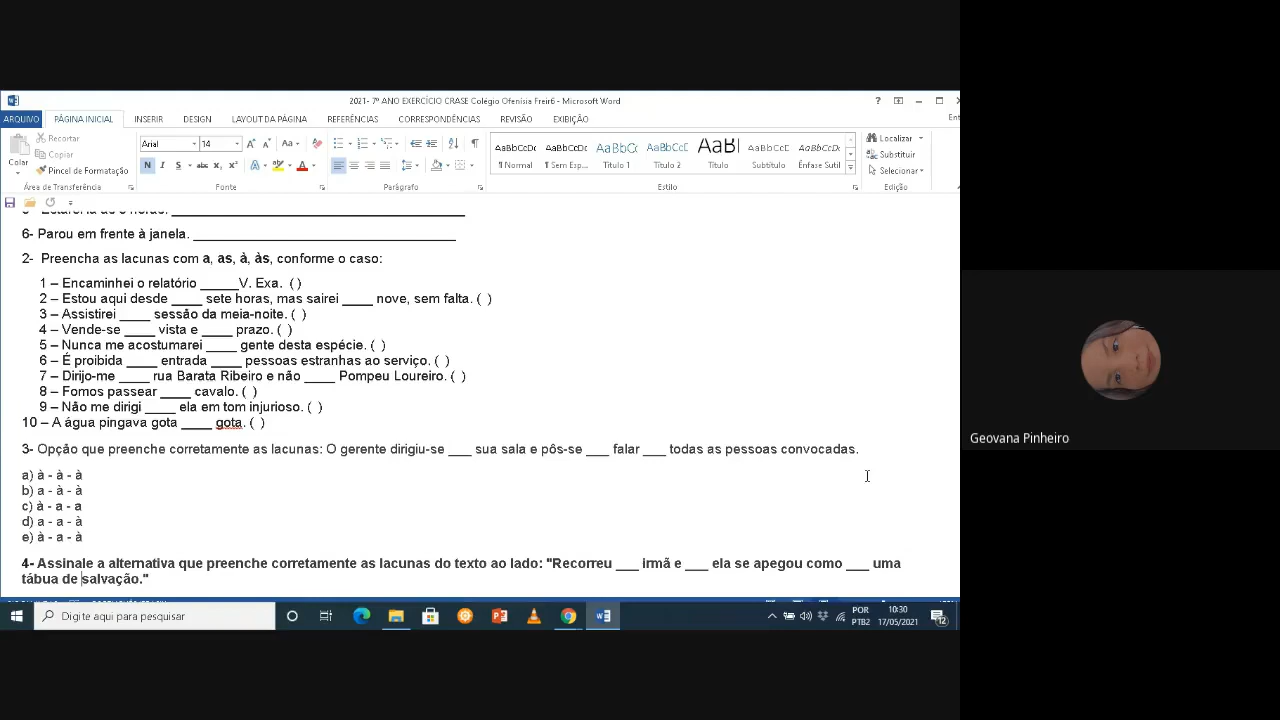 2021- 7º ANO EXERCÍCIO CRASE Colégio Ofenísia Freir6 - Microsoft Word
ARQUIVO PÁGINA INICIAL INSERIR DESIGN LAYOUT DA PÁGINA REFERÊNCIAS CORRESPONDÊNCIAS REVISÃO EXIBIÇÃO Ent
Colar
Recortar
Copiar
Pincel de Formatação
Área de Transferência
Arial 14
N I S abc x₂ x²
Fonte
Parágrafo
AaBbCcDc AaBbCcDc AaBbC AaBbCcC AaB AaBbCcD AaBbCcDt
¶ Normal ¶ Sem Esp... Título 1 Título 2 Título Subtítulo Ênfase Sutil
Estilo
Localizar
Substituir
Selecionar
Edição
6- Parou em frente à janela. ___
2- Preencha as lacunas com a, as, à, às, conforme o caso:
1 – Encaminhei o relatório _____V. Exa. ( )
2 – Estou aqui desde ____ sete horas, mas sairei ____ nove, sem falta. ( )
3 – Assistirei ____ sessão da meia-noite. ( )
4 – Vende-se ____ vista e ____ prazo. ( )
5 – Nunca me acostumarei ____ gente desta espécie. ( )
6 – É proibida ____ entrada ____ pessoas estranhas ao serviço. ( )
7 – Dirijo-me ____ rua Barata Ribeiro e não ____ Pompeu Loureiro. ( )
8 – Fomos passear ____ cavalo. ( )
9 – Não me dirigi ____ ela em tom injurioso. ( )
10 – A água pingava gota ____ gota. ( )
3- Opção que preenche corretamente as lacunas: O gerente dirigiu-se ___ sua sala e pôs-se ___ falar ___ todas as pessoas convocadas.
a) à - à - à
b) a - à - à
c) à - a - a
d) a - a - à
e) à - a - à
4- Assinale a alternativa que preenche corretamente as lacunas do texto ao lado: "Recorreu ___ irmã e ___ ela se apegou como ___ uma
tábua de salvação."
Digite aqui para pesquisar
POR
PTB2
10:30
17/05/2021
12
Geovana Pinheiro